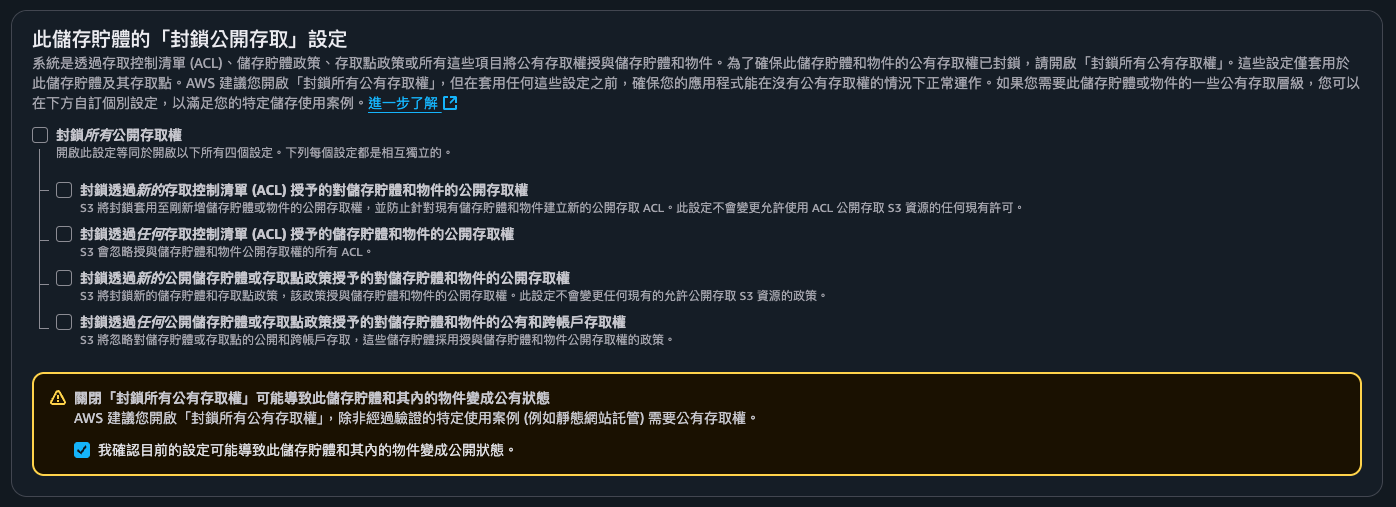 此儲存貯體的「封鎖公開存取」設定
系統是透過存取控制清單 (ACL)、儲存貯體政策、存取點政策或所有這些項目將公有存取權授與儲存貯體和物件。為了確保此儲存貯體和物件的公有存取權已封鎖，請開啟「封鎖所有公有存取權」。這些設定僅套用於
此儲存貯體及其存取點。AWS 建議您開啟「封鎖所有公有存取權」，但在套用任何這些設定之前，確保您的應用程式能在沒有公有存取權的情況下正常運作。如果您需要此儲存貯體或物件的一些公有存取層級，您可以
在下方自訂個別設定，以滿足您的特定儲存使用案例。進一步了解
封鎖所有公開存取權
開啟此設定等同於開啟以下所有四個設定。下列每個設定都是相互獨立的。
封鎖透過新的存取控制清單 (ACL) 授予的對儲存貯體和物件的公開存取權
S3 將封鎖套用至剛新增儲存貯體或物件的公開存取權，並防止針對現有儲存貯體和物件建立新的公開存取 ACL。此設定不會變更允許使用 ACL 公開存取 S3 資源的任何現有許可。
封鎖透過任何存取控制清單 (ACL) 授予的儲存貯體和物件的公開存取權
S3 會忽略授與儲存貯體和物件公開存取權的所有 ACL。
封鎖透過新的公開儲存貯體或存取點政策授予的對儲存貯體和物件的公開存取權
S3 將封鎖新的儲存貯體和存取點政策，該政策授與儲存貯體和物件的公開存取權。此設定不會變更任何現有的允許公開存取 S3 資源的政策。
封鎖透過任何公開儲存貯體或存取點政策授予的對儲存貯體和物件的公有和跨帳戶存取權
S3 將忽略對儲存貯體或存取點的公開和跨帳戶存取，這些儲存貯體採用授與儲存貯體和物件公開存取權的政策。
關閉「封鎖所有公有存取權」可能導致此儲存貯體和其內的物件變成公有狀態
AWS 建議您開啟「封鎖所有公有存取權」，除非經過驗證的特定使用案例 (例如靜態網站託管) 需要公有存取權。
我確認目前的設定可能導致此儲存貯體和其內的物件變成公開狀態。